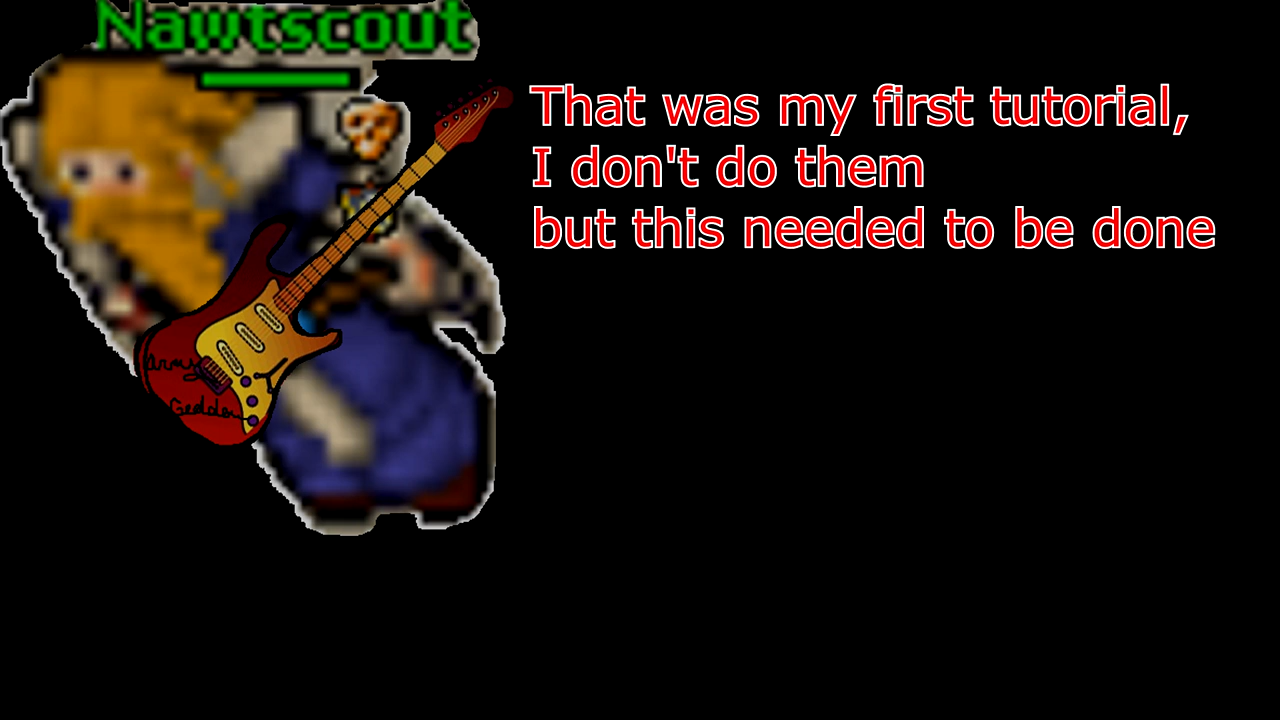 Nawtscout
That was my first tutorial,
I don't do them
but this needed to be done